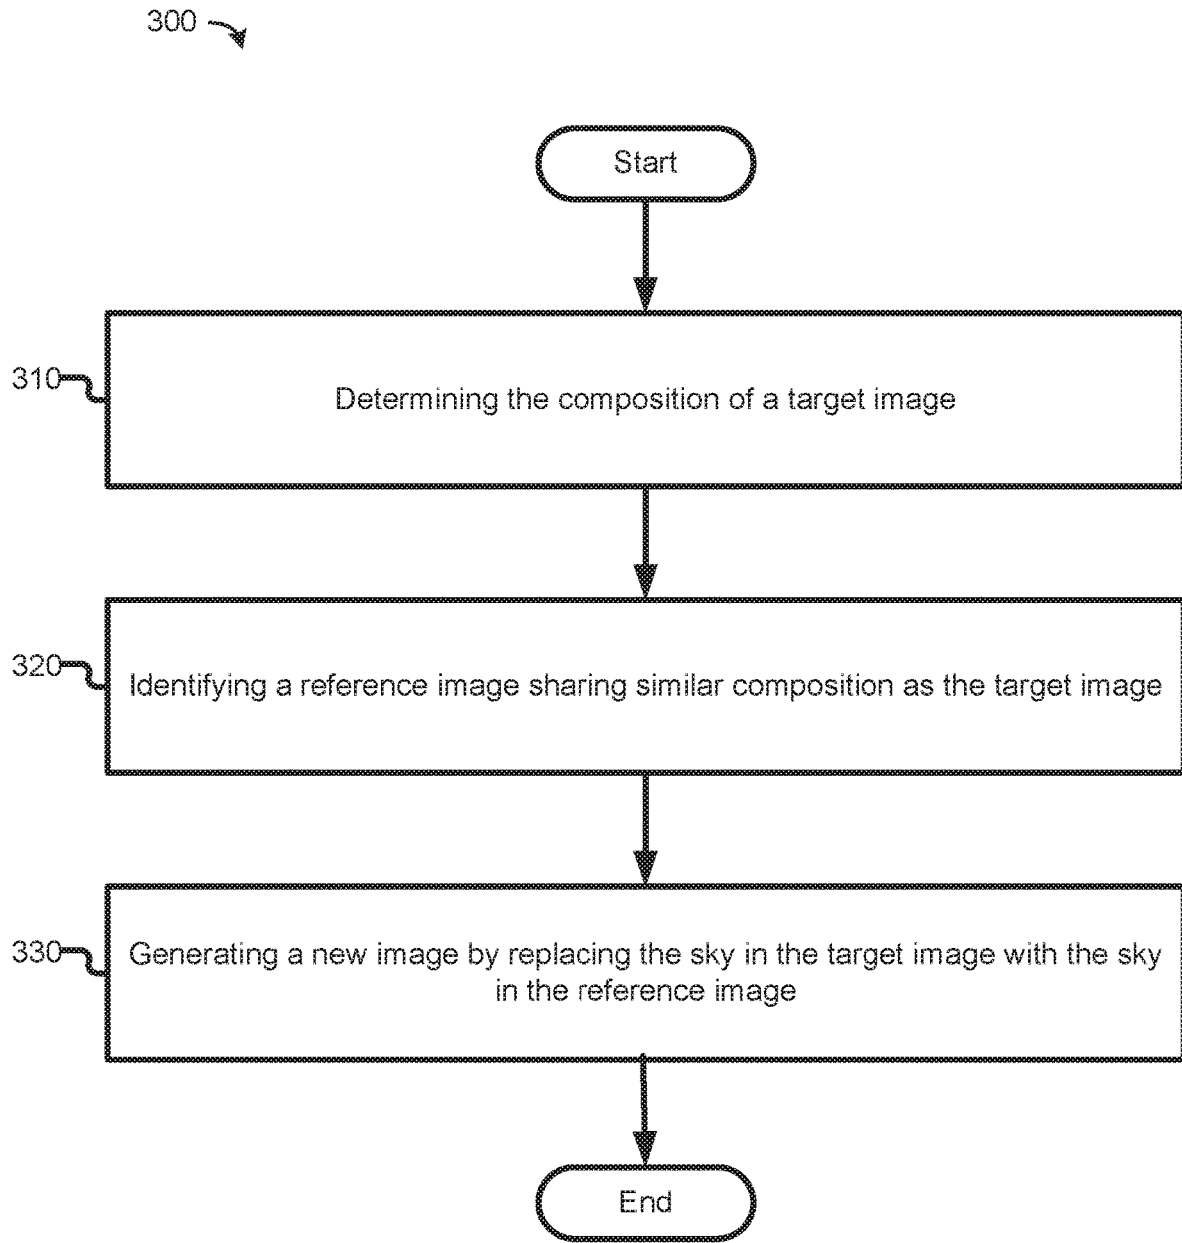 300
Start
310
Determining the composition of a target image
320
Identifying a reference image sharing similar composition as the target image
330
Generating a new image by replacing the sky in the target image with the sky
in the reference image
End